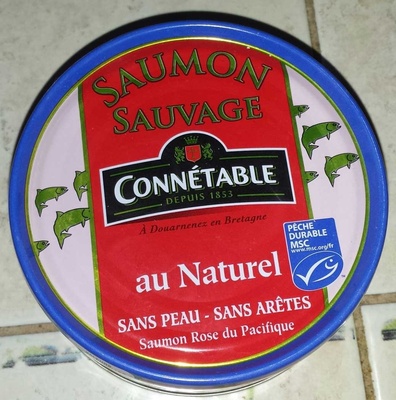 SAUMON
SAUVAGE
CONNÉTABLE
DEPUIS 1853
À Douarnenez en Bretagne
PÊCHE
DURABLE
MSC
www.msc.org/fr
au Naturel
SANS PEAU - SANS ARÊTES
Saumon Rose du Pacifique